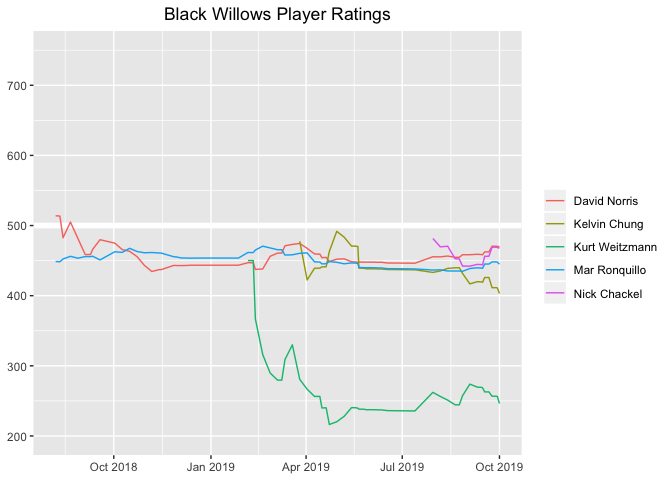 Black Willows Player Ratings
700
600
500
400
300
200
Oct 2018
Jan 2019
Apr 2019
Jul 2019
Oct 2019
David Norris
Kelvin Chung
Kurt Weitzmann
Mar Ronquillo
Nick Chackel